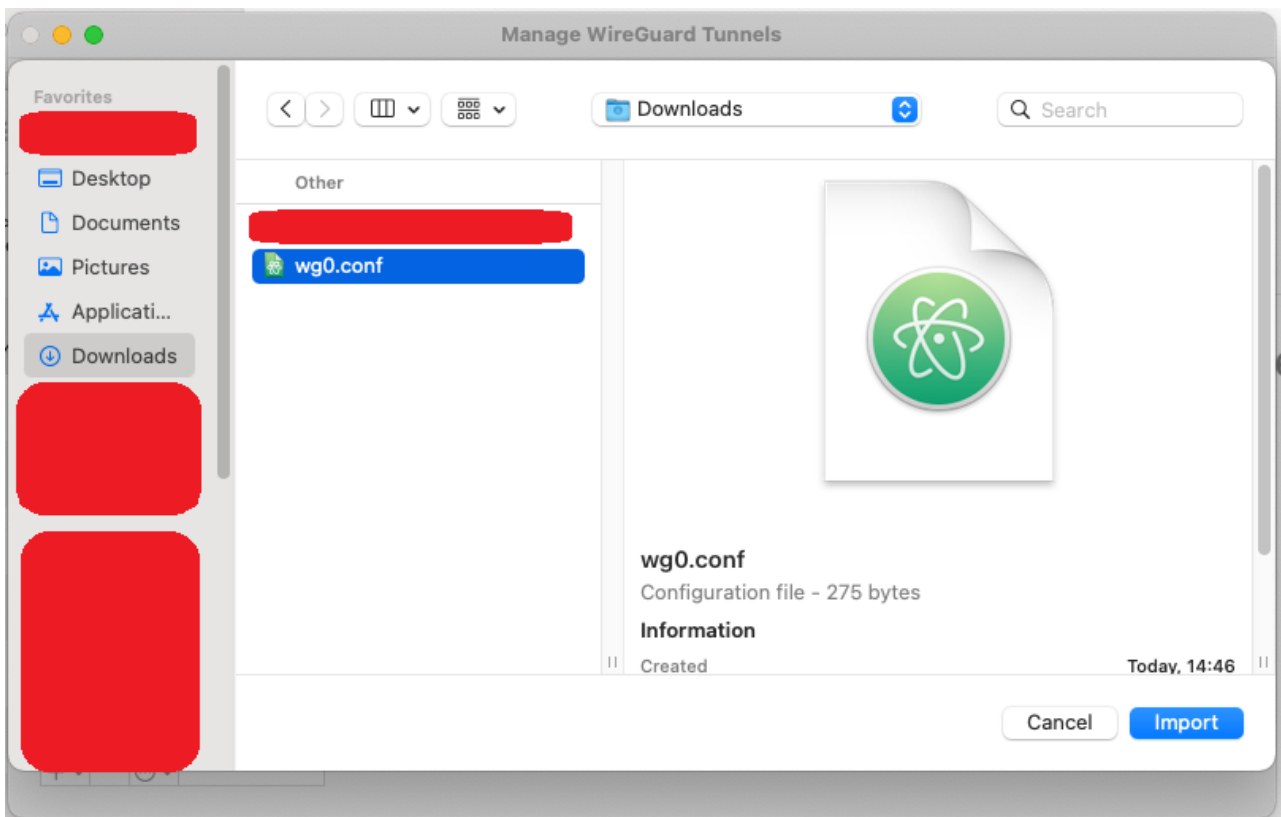 Manage WireGuard Tunnels
Favorites
Desktop
Documents
Pictures
Applicati...
Downloads
Downloads
Search
Other
wg0.conf
wg0.conf
Configuration file - 275 bytes
Information
Created Today, 14:46
Cancel Import